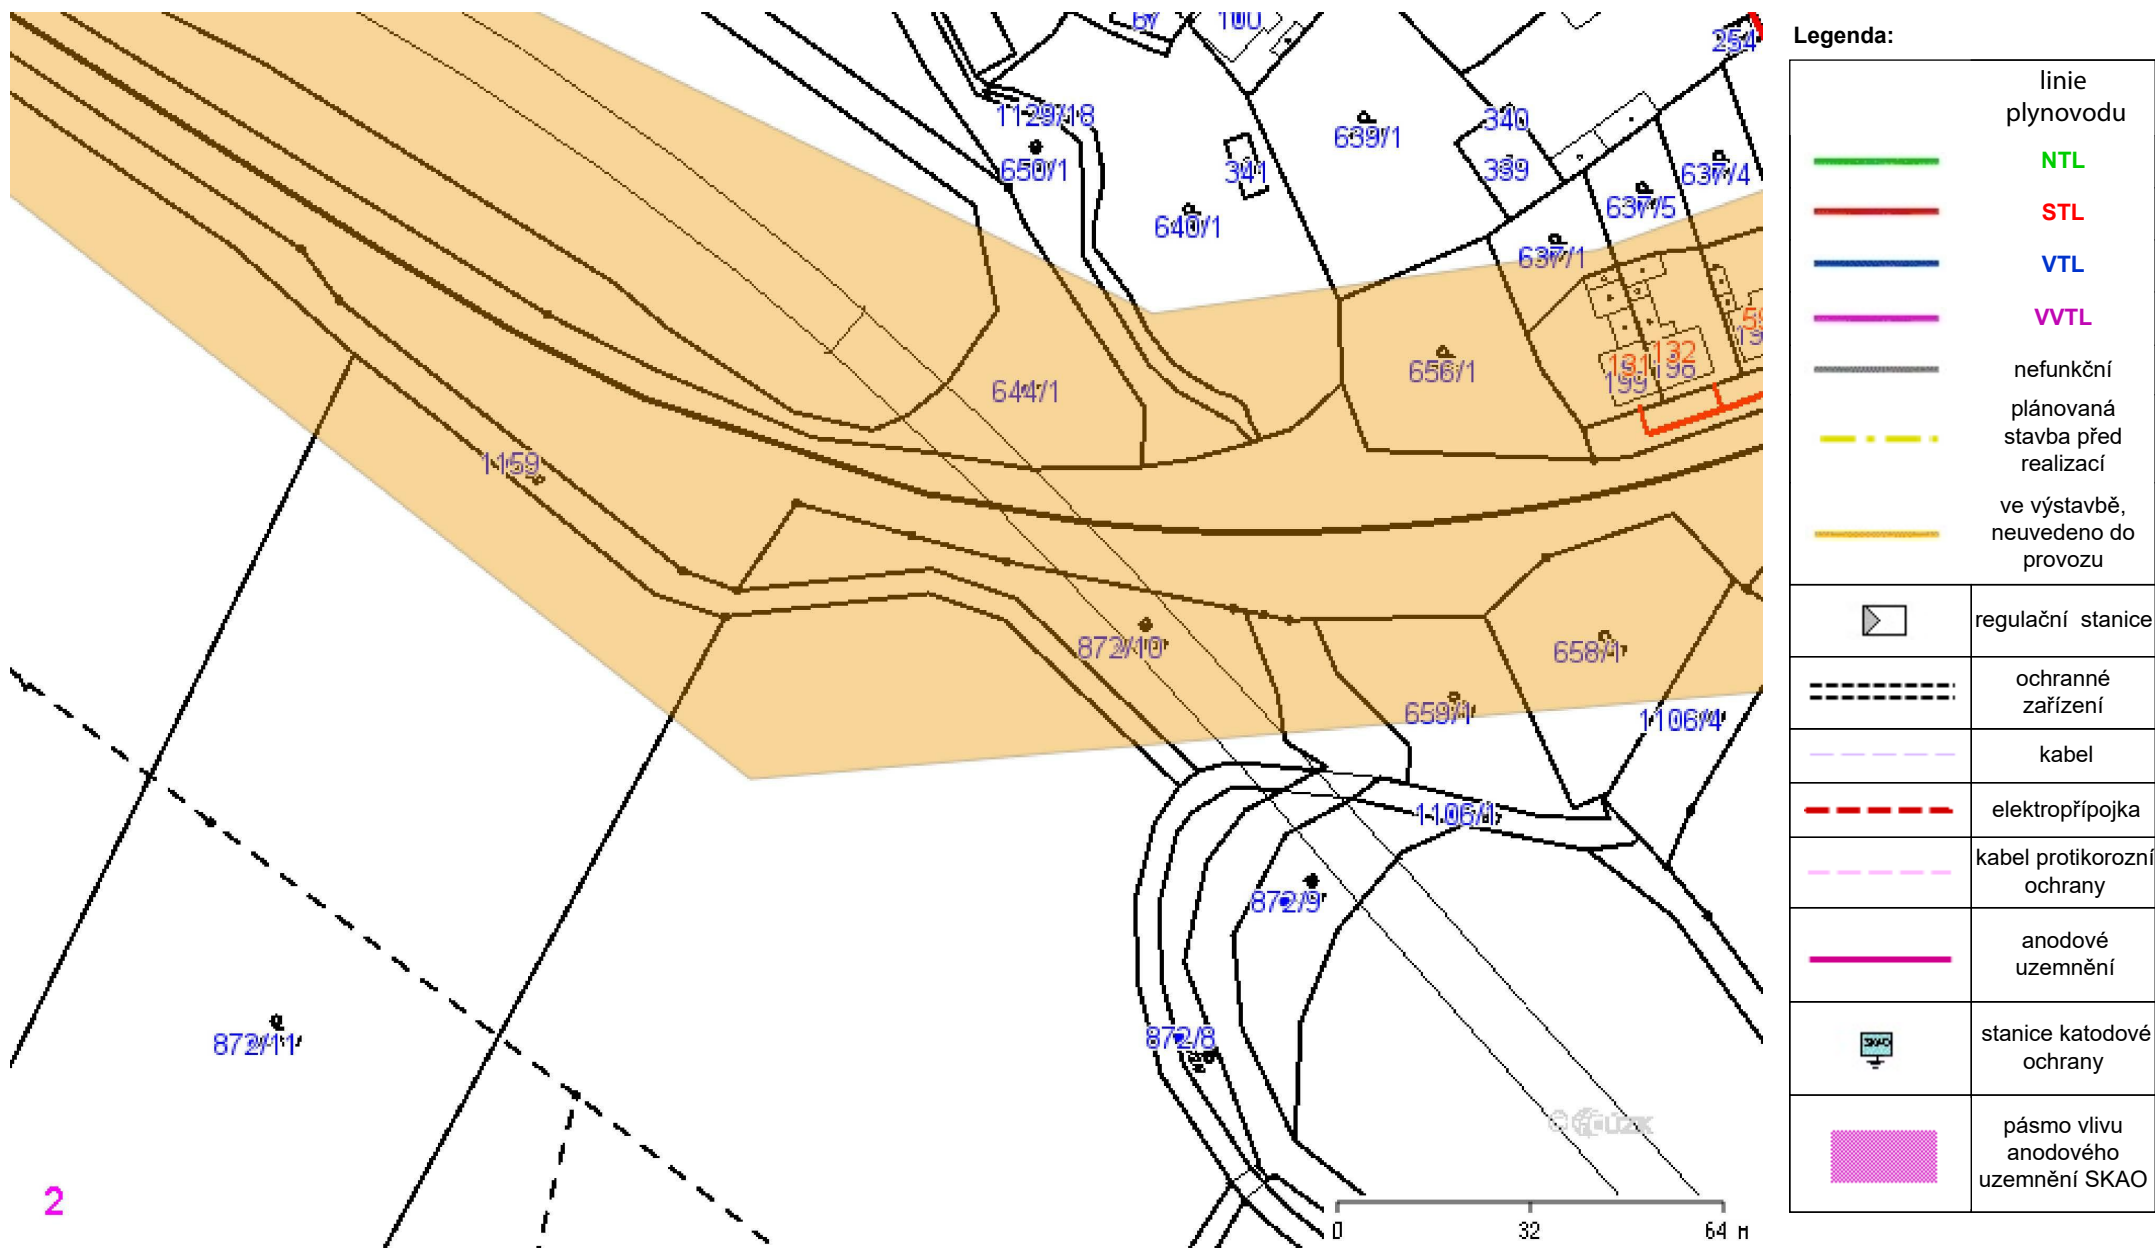 67
100
254
1129/18
650/1
341
639/1
340
339
637/4
637/5
640/1
637/1
644/1
656/1
131
132
199
198
1159
872/10
658/1
659/1
1106/4
1106/1
872/9
872/11
872/8
2
0 32 64 M
Legenda:
linie
plynovodu
NTL
STL
VTL
VVTL
nefunkční
plánovaná
stavba před
realizací
ve výstavbě,
neuvedeno do
provozu
regulační stanice
ochranné
zařízení
kabel
elektropřípojka
kabel protikorozní
ochrany
anodové
uzemnění
SKAO
stanice katodové
ochrany
pásmo vlivu
anodového
uzemnění SKAO